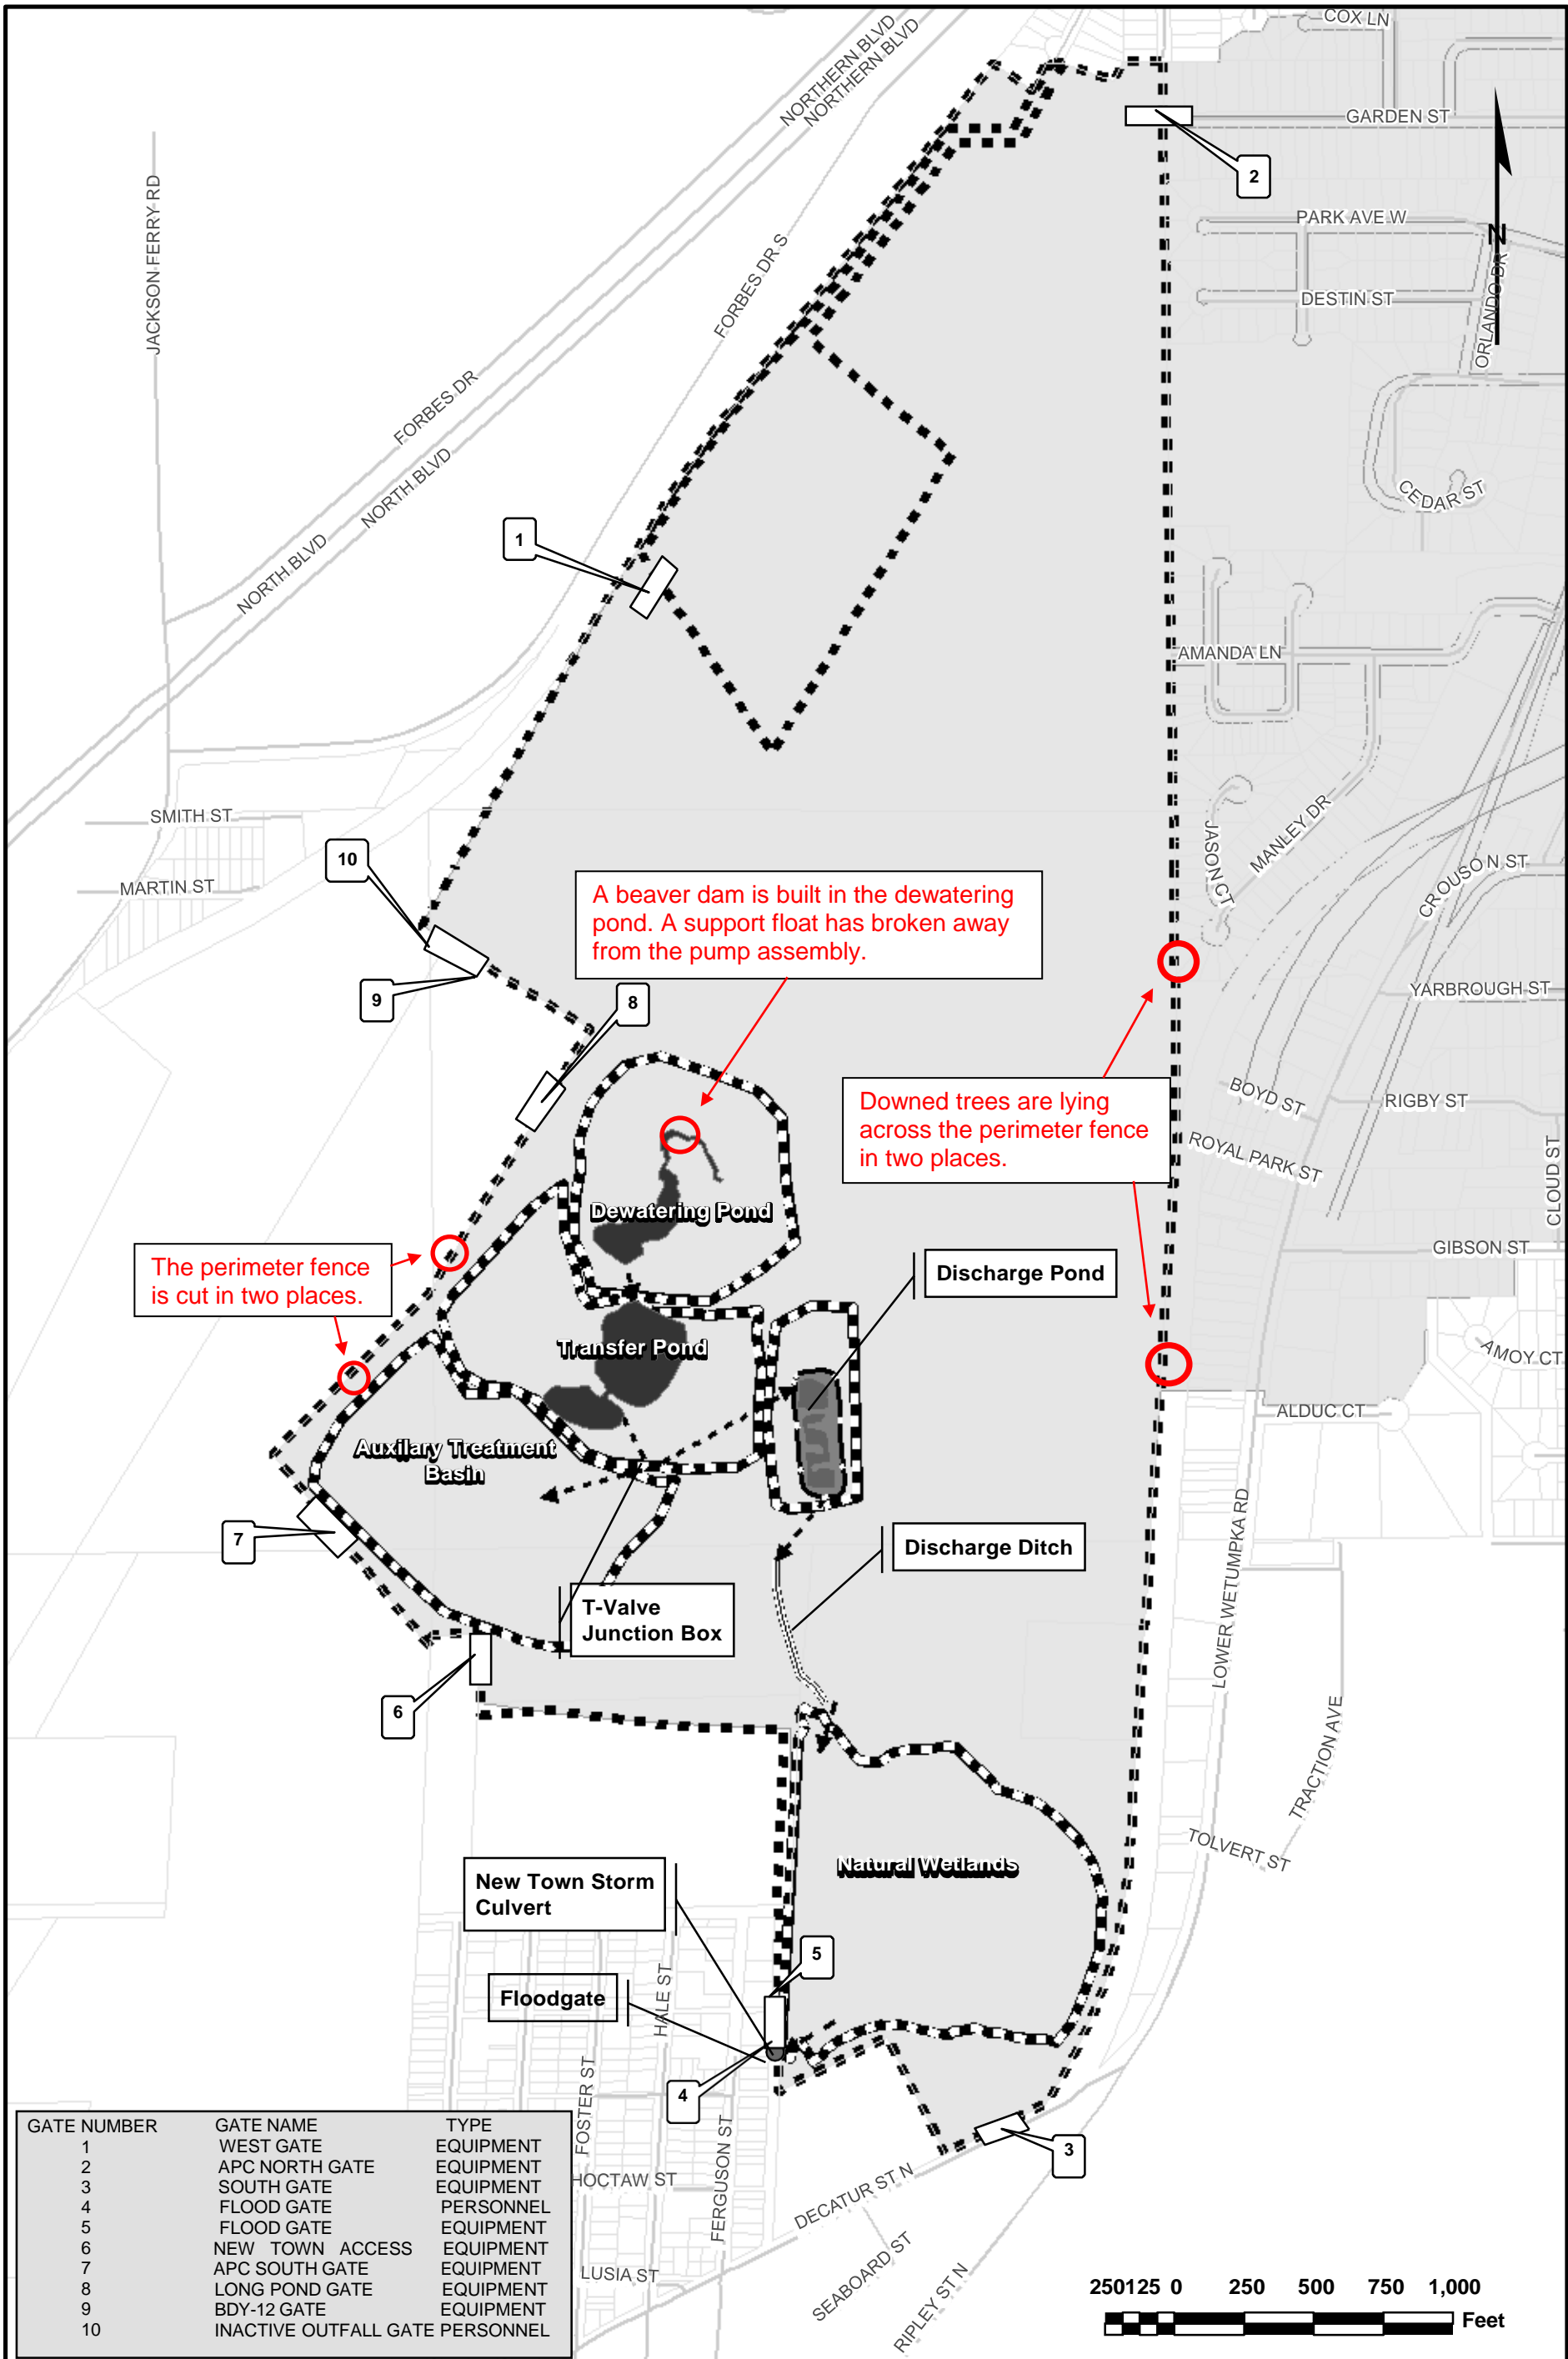 COX LN
NORTHERN BLVD
NORTHERN BLVD
GARDEN ST
2
JACKSON FERRY RD
PARK AVE W
N
FORBES DR S
DESTIN ST
ORLANDO DR
FORBES DR
NORTH BLVD
CEDAR ST
1
NORTH BLVD
AMANDA LN
SMITH ST
MANLEY DR
JASON CT
10
MARTIN ST
CROUSON ST
A beaver dam is built in the dewatering
pond. A support float has broken away
from the pump assembly.
9
8
YARBROUGH ST
Downed trees are lying
across the perimeter fence
in two places.
BOYD ST
RIGBY ST
ROYAL PARK ST
CLOUD ST
Dewatering Pond
GIBSON ST
The perimeter fence
is cut in two places.
Discharge Pond
Transfer Pond
AMOY CT
ALDUC CT
Auxilary Treatment
Basin
7
Discharge Ditch
LOWER WETUMPKA RD
T-Valve
Junction Box
6
TRACTION AVE
TOLVERT ST
Natural Wetlands
New Town Storm
Culvert
5
Floodgate
HALE ST
4
FOSTER ST
FERGUSON ST
3
HOCTAW ST
DECATUR ST N
LUSIA ST
SEABOARD ST
RIPLEY ST N
GATE NUMBER GATE NAME TYPE
1 WEST GATE EQUIPMENT
2 APC NORTH GATE EQUIPMENT
3 SOUTH GATE EQUIPMENT
4 FLOOD GATE PERSONNEL
5 FLOOD GATE EQUIPMENT
6 NEW TOWN ACCESS EQUIPMENT
7 APC SOUTH GATE EQUIPMENT
8 LONG POND GATE EQUIPMENT
9 BDY-12 GATE EQUIPMENT
10 INACTIVE OUTFALL GATE PERSONNEL
250 125 0 250 500 750 1,000
Feet